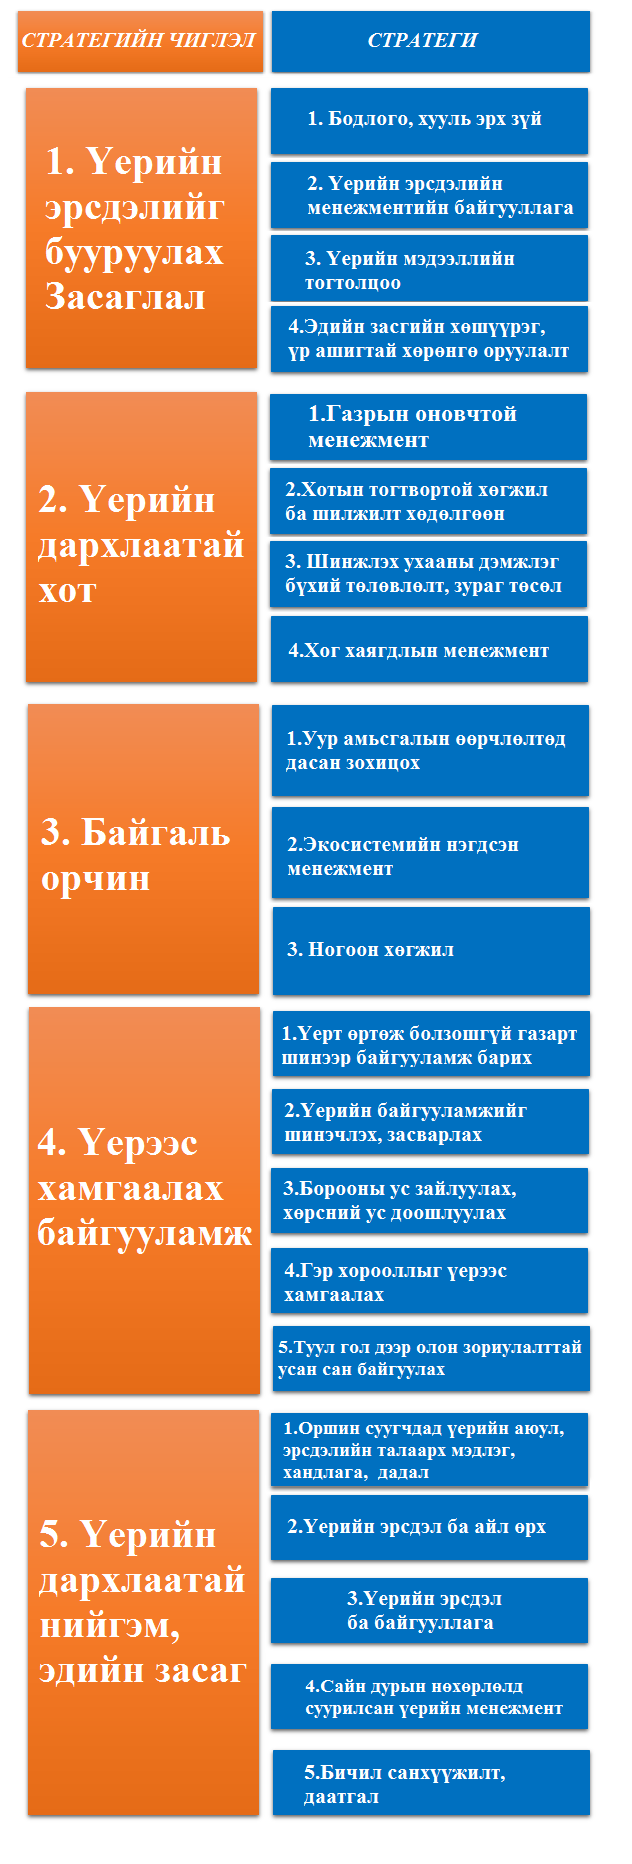 СТРАТЕГИЙН ЧИГЛЭЛ
СТРАТЕГИ
1. Үерийн
эрсдэлийг
бууруулах
Засаглал
1. Бодлого, хууль эрх зүй
2. Үерийн эрсдэлийн
менежментийн байгууллага
3. Үерийн мэдээллийн
тогтолцоо
4.Эдийн засгийн хөшүүрэг,
үр ашигтай хөрөнгө оруулалт
2. Үерийн
дархлаатай
хот
1.Газрын оновчтой
менежмент
2.Хотын тогтвортой хөгжил
ба шилжилт хөдөлгөөн
3. Шинжлэх ухааны дэмжлэг
бүхий төлөвлөлт, зураг төсөл
4.Хог хаягдлын менежмент
3. Байгаль
орчин
1.Уур амьсгалын өөрчлөлтөд
дасан зохицох
2.Экосистемийн нэгдсэн
менежмент
3. Ногоон хөгжил
4. Үерээс
хамгаалах
байгууламж
1.Үерт өртөж болзошгүй газарт
шинээр байгууламж барих
2.Үерийн байгууламжийг
шинэчлэх, засварлах
3.Борооны ус зайлуулах,
хөрсний ус доошлуулах
4.Гэр хорооллыг үерээс
хамгаалах
5.Туул гол дээр олон зориулалттай
усан сан байгуулах
5. Үерийн
дархлаатай
нийгэм,
эдийн засаг
1.Оршин суугчдад үерийн аюул,
эрсдэлийн талаарх мэдлэг,
хандлага, дадал
2.Үерийн эрсдэл ба айл өрх
3.Үерийн эрсдэл
ба байгууллага
4.Сайн дурын нөхөрлөлд
суурилсан үерийн менежмент
5.Бичил санхүүжилт,
даатгал